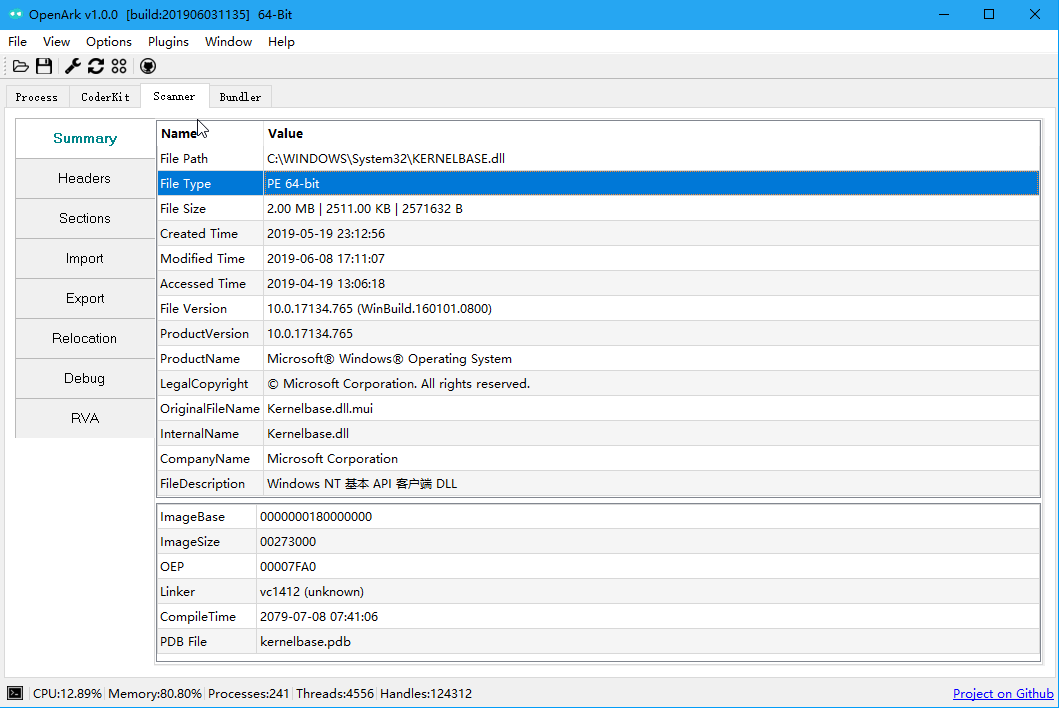 OpenArk v1.0.0 [build:201906031135] 64-Bit
File View Options Plugins Window Help
Process CoderKit Scanner Bundler
Summary
Headers
Sections
Import
Export
Relocation
Debug
RVA
Name Value
File Path C:\WINDOWS\System32\KERNELBASE.dll
File Type PE 64-bit
File Size 2.00 MB | 2511.00 KB | 2571632 B
Created Time 2019-05-19 23:12:56
Modified Time 2019-06-08 17:11:07
Accessed Time 2019-04-19 13:06:18
File Version 10.0.17134.765 (WinBuild.160101.0800)
ProductVersion 10.0.17134.765
ProductName Microsoft® Windows® Operating System
LegalCopyright © Microsoft Corporation. All rights reserved.
OriginalFileName Kernelbase.dll.mui
InternalName Kernelbase.dll
CompanyName Microsoft Corporation
FileDescription Windows NT 基本 API 客户端 DLL
ImageBase 0000000180000000
ImageSize 00273000
OEP 00007FA0
Linker vc1412 (unknown)
CompileTime 2079-07-08 07:41:06
PDB File kernelbase.pdb
CPU:12.89% Memory:80.80% Processes:241 Threads:4556 Handles:124312 Project on Github